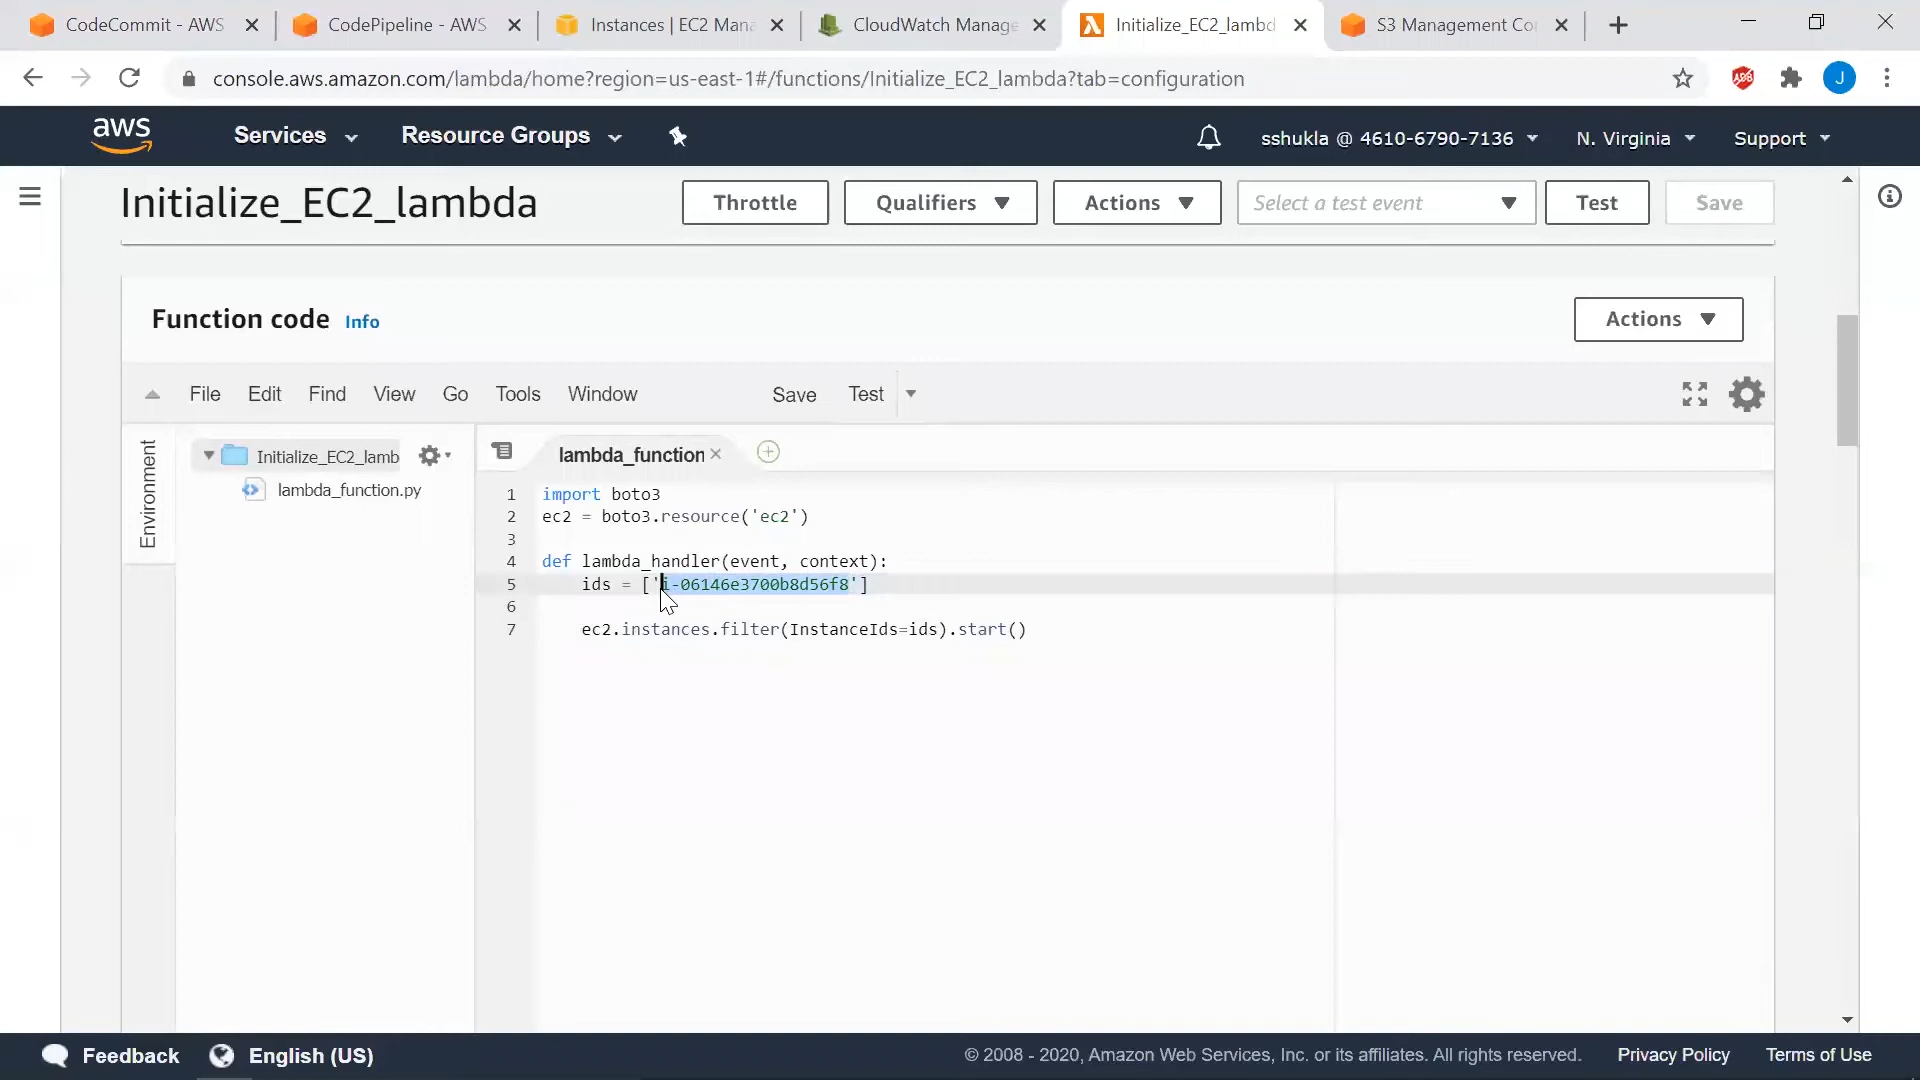 CodeCommit - AWS
CodePipeline - AWS
Instances | EC2 Mana
CloudWatch Manage
Initialize_EC2_lambd
S3 Management Co
console.aws.amazon.com/lambda/home?region=us-east-1#/functions/Initialize_EC2_lambda?tab=configuration
ABP
J
aws
Services
Resource Groups
sshukla @ 4610-6790-7136
N. Virginia
Support
Initialize_EC2_lambda
Throttle
Qualifiers
Actions
Select a test event
Test
Save
Function code Info
Actions
File Edit Find View Go Tools Window Save Test
Environment
Initialize_EC2_lamb
lambda_function.py
lambda_function
1 import boto3
2 ec2 = boto3.resource('ec2')
3
4 def lambda_handler(event, context):
5 ids = ['i-06146e3700b8d56f8']
6
7 ec2.instances.filter(InstanceIds=ids).start()
Feedback
English (US)
© 2008 - 2020, Amazon Web Services, Inc. or its affiliates. All rights reserved.
Privacy Policy
Terms of Use